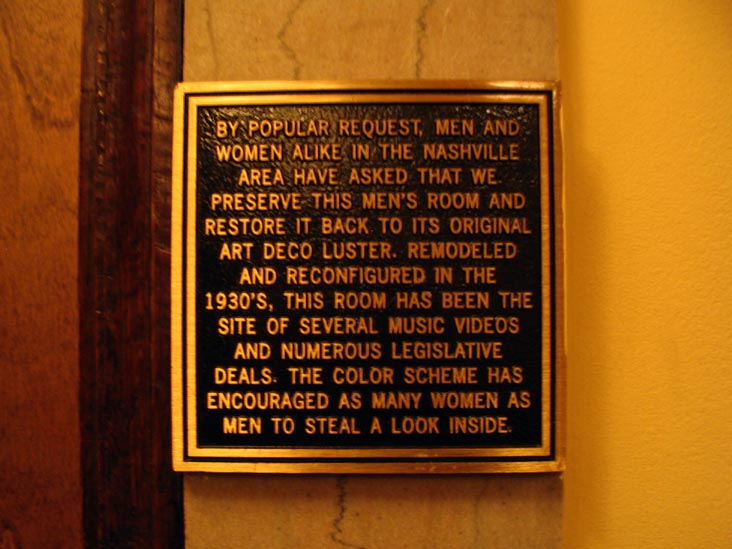 BY POPULAR REQUEST, MEN AND
WOMEN ALIKE IN THE NASHVILLE
AREA HAVE ASKED THAT WE
PRESERVE THIS MEN'S ROOM AND
RESTORE IT BACK TO ITS ORIGINAL
ART DECO LUSTER. REMODELED
AND RECONFIGURED IN THE
1930'S, THIS ROOM HAS BEEN THE
SITE OF SEVERAL MUSIC VIDEOS
AND NUMEROUS LEGISLATIVE
DEALS. THE COLOR SCHEME HAS
ENCOURAGED AS MANY WOMEN AS
MEN TO STEAL A LOOK INSIDE.